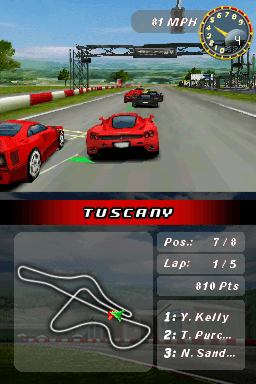 81 MPH
4
TUSCANY
Pos.: 7 / 8
Lap: 1 / 5
810 Pts
1: Y. Kelly
2: T. Purc...
3: N. Sand...